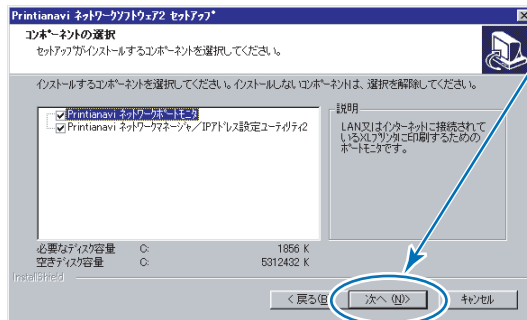 Printianavi ネットワークソフトウェア2 セットアップ
コンポーネントの選択
セットアップがインストールするコンポーネントを選択してください。
インストールするコンポーネントを選択してください。インストールしないコンポーネントは、選択を解除してください。
Printianavi ネットワークポートモニタ
Printianavi ネットワークマネージャ/IPアドレス設定ユーティリティ2
説明
LAN又はインターネットに接続されて
いるXLプリンタに印刷するための
ポートモニタです。
必要なディスク容量 C: 1856 K
空きディスク容量 C: 5312432 K
InstallShield
< 戻る(B 次へ (N)> キャンセル